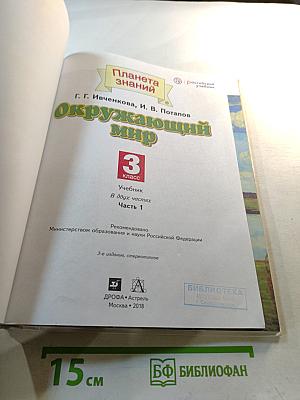 Планета
знаний
российский
учебник
Г. Г. Ивченкова, И. В. Потапов
Окружающий
мир
3
класс
Учебник
В двух частях
Часть 1
Рекомендовано
Министерством образования и науки Российской Федерации
3-е издание, стереотипное
ДРОФА • Астрель
Москва • 2018
БИБЛИОТЕКА
15 см
БФ БИБЛИОФАН